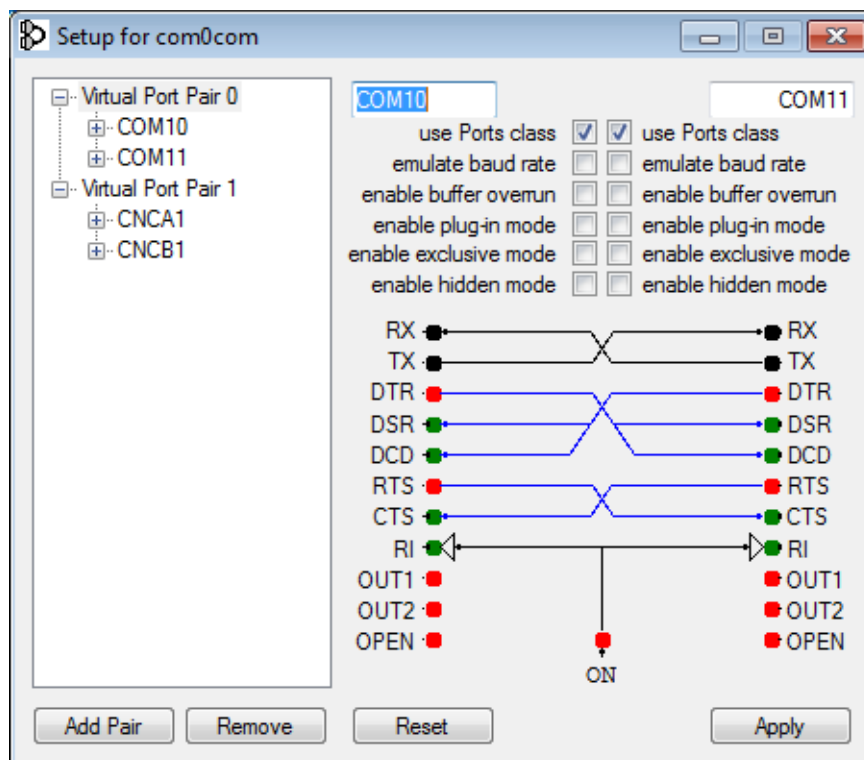 Setup for com0com
Virtual Port Pair 0
COM10
COM11
Virtual Port Pair 1
CNCA1
CNCB1
COM10 COM11
use Ports class use Ports class
emulate baud rate emulate baud rate
enable buffer overrun enable buffer overrun
enable plug-in mode enable plug-in mode
enable exclusive mode enable exclusive mode
enable hidden mode enable hidden mode
RX RX
TX TX
DTR DTR
DSR DSR
DCD DCD
RTS RTS
CTS CTS
RI RI
OUT1 OUT1
OUT2 OUT2
OPEN OPEN
ON
Add Pair Remove Reset Apply